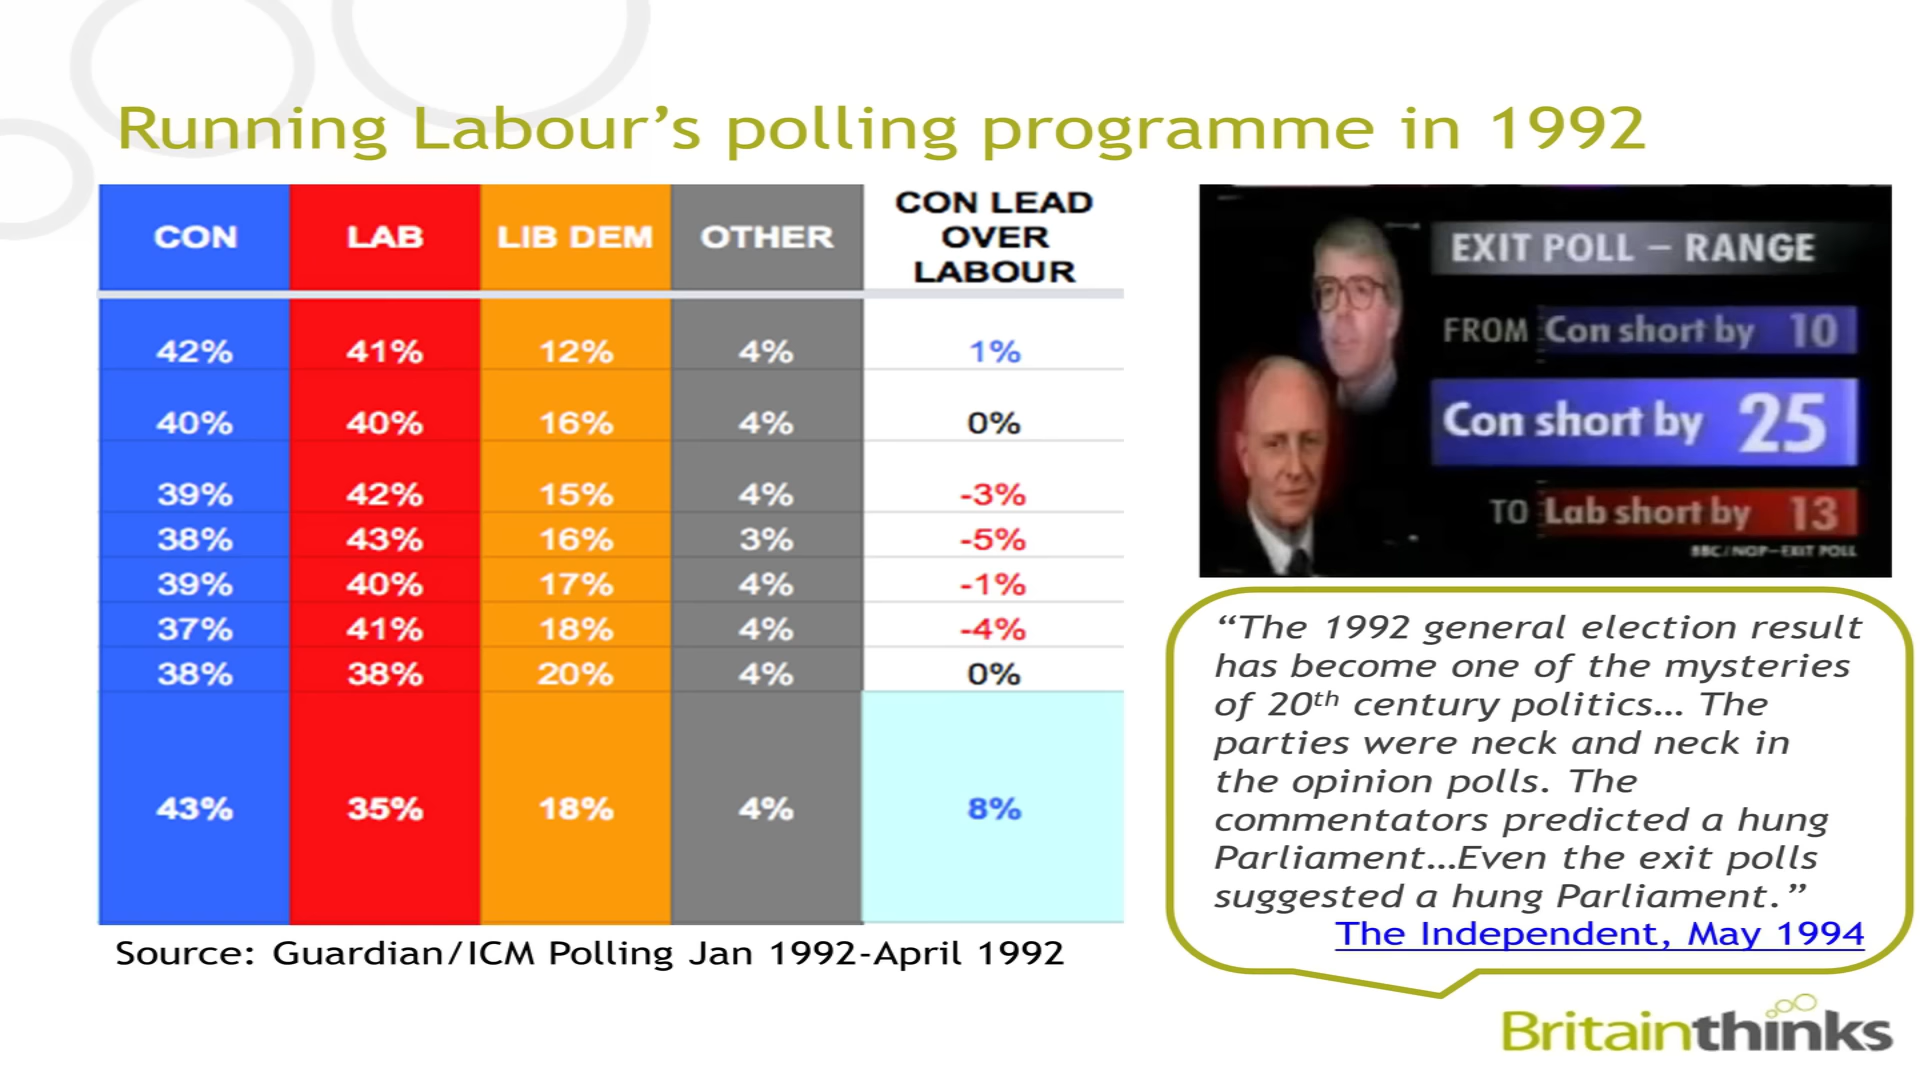 Running Labour’s polling programme in 1992
CON LAB LIB DEM OTHER CON LEAD OVER LABOUR
42% 41% 12% 4% 1%
40% 40% 16% 4% 0%
39% 42% 15% 4% -3%
38% 43% 16% 3% -5%
39% 40% 17% 4% -1%
37% 41% 18% 4% -4%
38% 38% 20% 4% 0%
43% 35% 18% 4% 8%
Source: Guardian/ICM Polling Jan 1992-April 1992
EXIT POLL – RANGE
FROM Con short by 10
Con short by 25
TO Lab short by 13
BBC/NOP–EXIT POLL
“The 1992 general election result
has become one of the mysteries
of 20th century politics… The
parties were neck and neck in
the opinion polls. The
commentators predicted a hung
Parliament…Even the exit polls
suggested a hung Parliament.”
The Independent, May 1994
Britainthinks